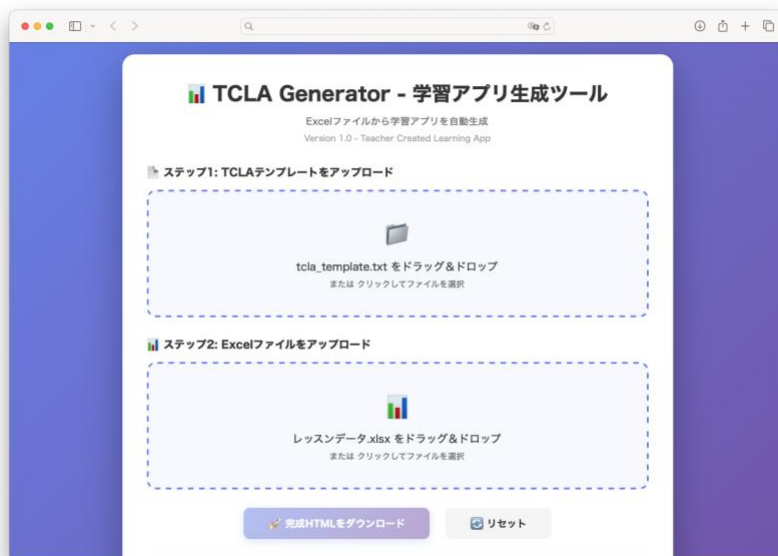 TCLA Generator - 学習アプリ生成ツール
Excelファイルから学習アプリを自動生成
Version 1.0 - Teacher Created Learning App
ステップ1: TCLAテンプレートをアップロード
tcla_template.txt をドラッグ＆ドロップ
または クリックしてファイルを選択
ステップ2: Excelファイルをアップロード
レッスンデータ.xlsx をドラッグ＆ドロップ
または クリックしてファイルを選択
完成HTMLをダウンロード
リセット